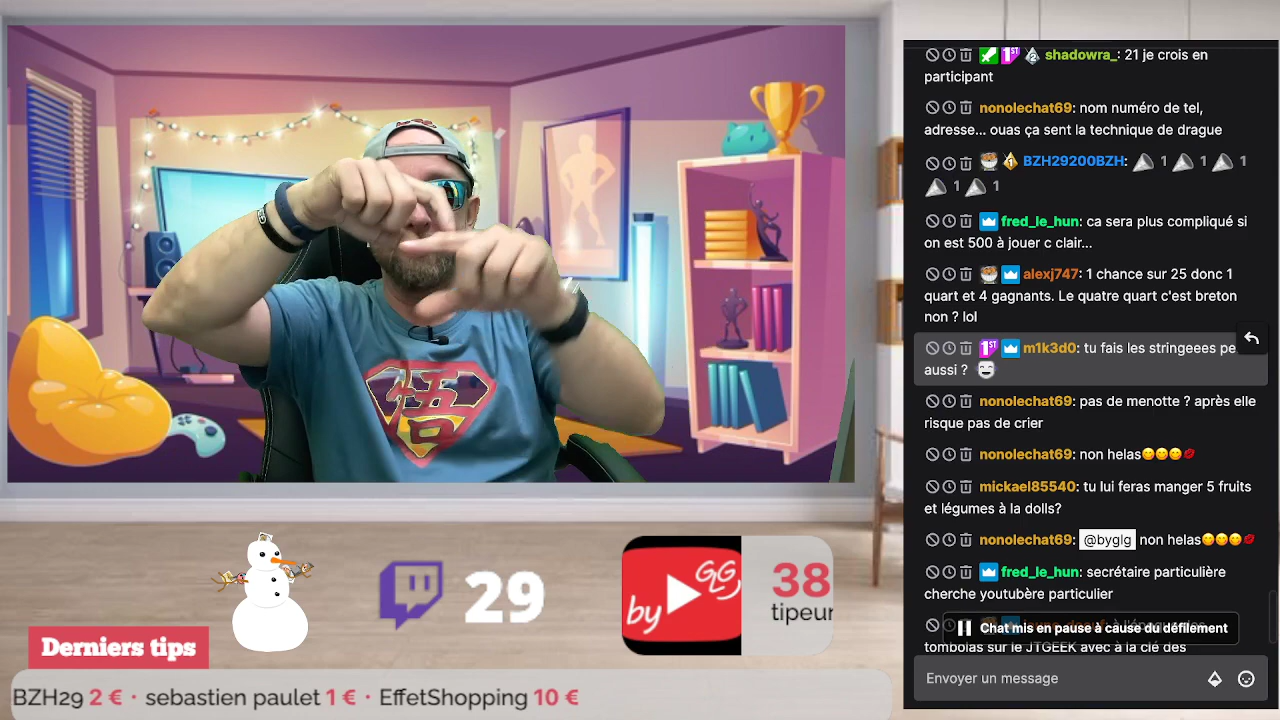 shadowra_: 21 je crois en
participant
nonolechat69: nom numéro de tel,
adresse... ouas ça sent la technique de drague
BZH29200BZH: 1 1 1
1 1
fred_le_hun: ca sera plus compliqué si
on est 500 à jouer c clair...
alexj747: 1 chance sur 25 donc 1
quart et 4 gagnants. Le quatre quart c'est breton
non ? lol
m1k3d0: tu fais les stringeees pe
aussi ?
nonolechat69: pas de menotte ? après elle
risque pas de crier
nonolechat69: non helas😋😋😋💋
mickael85540: tu lui feras manger 5 fruits
et légumes à la dolls?
nonolechat69: @byglg non helas😋😋😋💋
fred_le_hun: secrétaire particulière
cherche youtubère particulier
Chat mis en pause à cause du défilement
tombolas sur le JTGEEK avec à la clé des
Envoyer un message
悟
29
by GLG
38
tipeur
Derniers tips
BZH29 2 € · sebastien paulet 1 € · EffetShopping 10 €